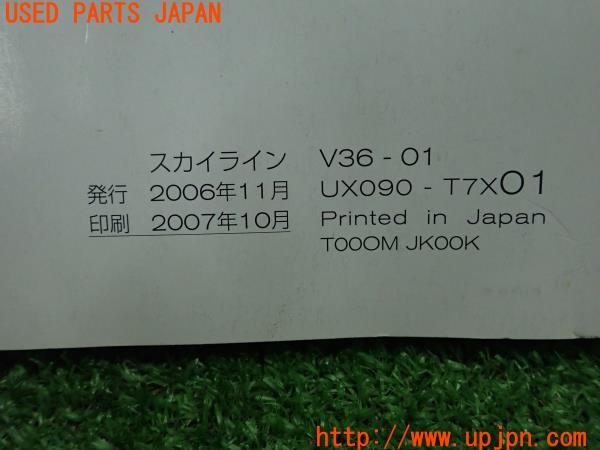 USED PARTS JAPAN
スカイライン V36 - 01
発行 2006年11月 UX090 - T7X01
印刷 2007年10月 Printed in Japan
T000M JK00K
http://www.upjpn.com/